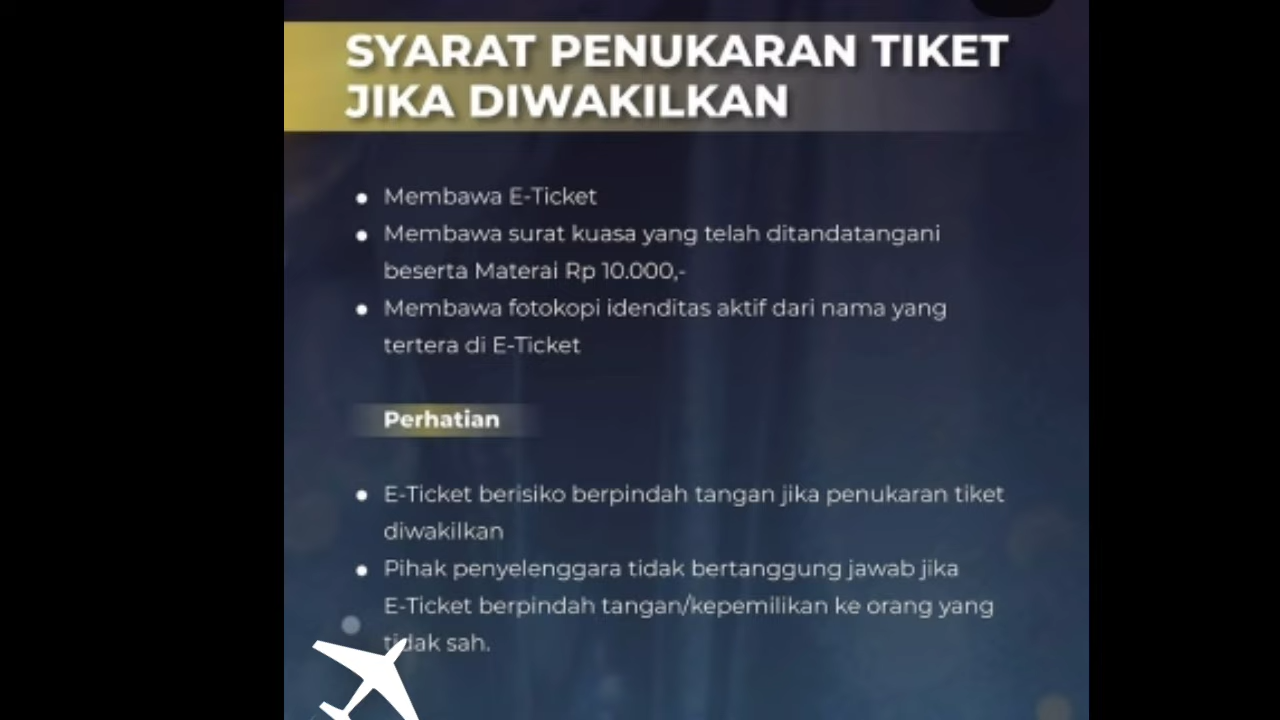 SYARAT PENUKARAN TIKET
JIKA DIWAKILKAN
• Membawa E-Ticket
• Membawa surat kuasa yang telah ditandatangani
beserta Materai Rp 10.000,-
• Membawa fotokopi idenditas aktif dari nama yang
tertera di E-Ticket
Perhatian
• E-Ticket berisiko berpindah tangan jika penukaran tiket
diwakilkan
• Pihak penyelenggara tidak bertanggung jawab jika
E-Ticket berpindah tangan/kepemilikan ke orang yang
tidak sah.